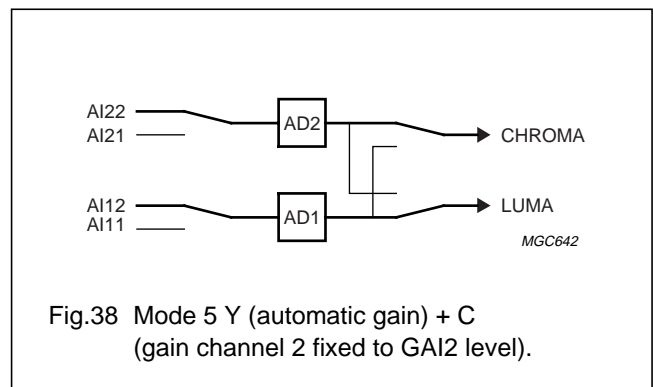 AI22
AI21
AD2
CHROMA
AI12
AI11
AD1
LUMA
MGC642
Fig.38 Mode 5 Y (automatic gain) + C
(gain channel 2 fixed to GAI2 level).